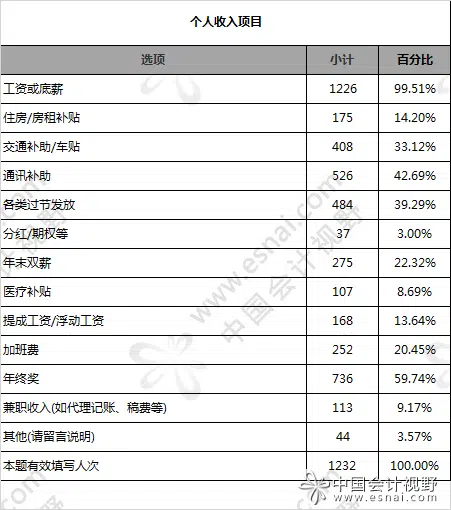 个人收入项目
选项 小计 百分比
工资或底薪 1226 99.51%
住房/房租补贴 175 14.20%
交通补助/车贴 408 33.12%
通讯补助 526 42.69%
各类过节发放 484 39.29%
分红/期权等 37 3.00%
年末双薪 275 22.32%
医疗补贴 107 8.69%
提成工资/浮动工资 168 13.64%
加班费 252 20.45%
年终奖 736 59.74%
兼职收入(如代理记账、稿费等) 113 9.17%
其他(请留言说明) 44 3.57%
本题有效填写人次 1232 100.00%
中国会计视野
www.esnai.com
www.esnai.com
中国会计视野